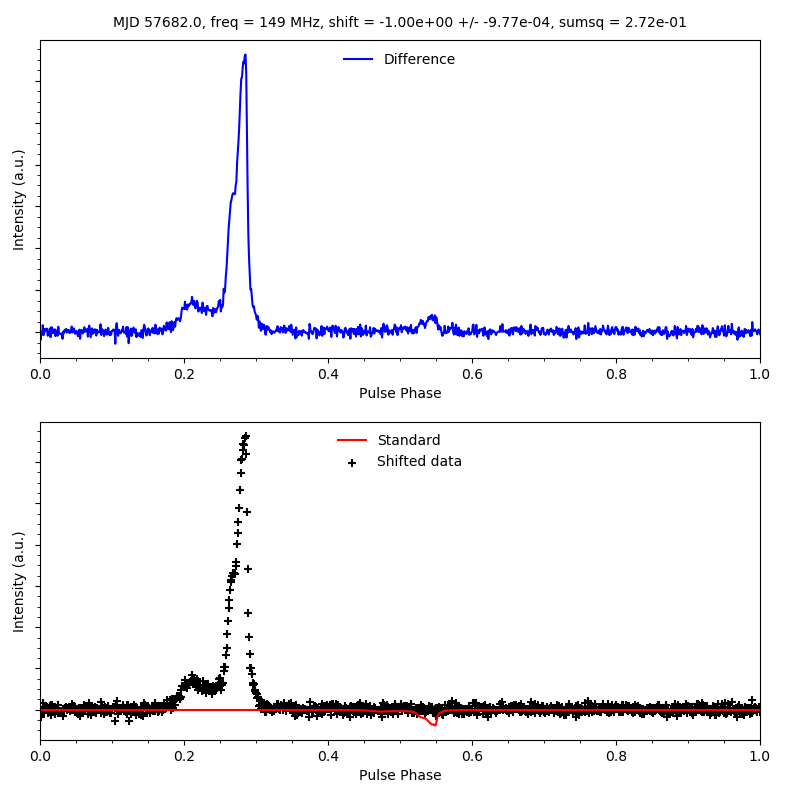 MJD 57682.0, freq = 149 MHz, shift = -1.00e+00 +/- -9.77e-04, sumsq = 2.72e-01
Difference
Intensity (a.u.)
0.0 0.2 0.4 0.6 0.8 1.0
Pulse Phase
Standard
Shifted data
Intensity (a.u.)
0.0 0.2 0.4 0.6 0.8 1.0
Pulse Phase